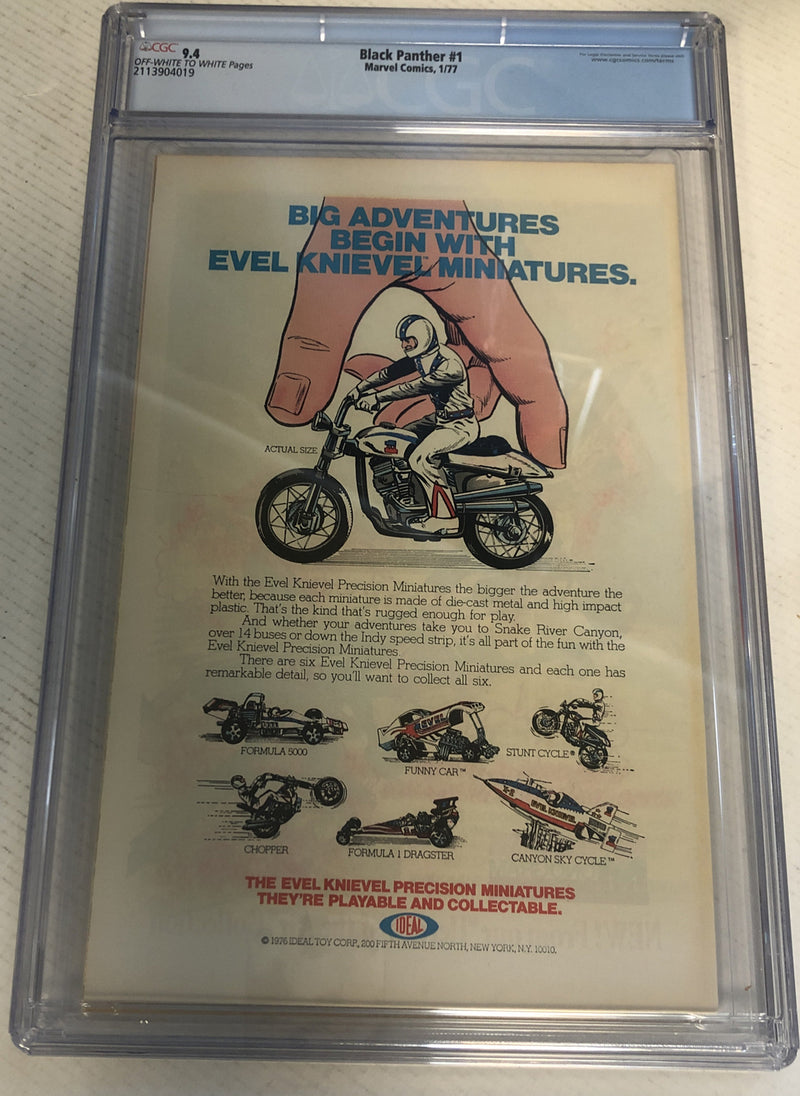 CGC 9.4
OFF-WHITE TO WHITE Pages
2113904019
Black Panther #1
Marvel Comics, 1/77
www.cgccomics.com/terms
CGC
BIG ADVENTURES
BEGIN WITH
EVEL KNIEVEL™ MINIATURES.
ACTUAL SIZE
With the Evel Knievel Precision Miniatures the bigger the adventure the
better, because each miniature is made of die-cast metal and high impact
plastic. That's the kind that's rugged enough for play.
And whether your adventures take you to Snake River Canyon,
over 14 buses or down the Indy speed strip, it's all part of the fun with the
Evel Knievel Precision Miniatures.
There are six Evel Knievel Precision Miniatures and each one has
remarkable detail, so you'll want to collect all six.
FORMULA 5000
EVEL
FUNNY CAR™
STUNT CYCLE®
CHOPPER
FORMULA 1 DRAGSTER
X-2
EVEL KNIEVEL
CANYON SKY CYCLE™
THE EVEL KNIEVEL PRECISION MINIATURES
THEY'RE PLAYABLE AND COLLECTABLE.
IDEAL
© 1976 IDEAL TOY CORP., 200 FIFTH AVENUE NORTH, NEW YORK, N.Y. 10010.